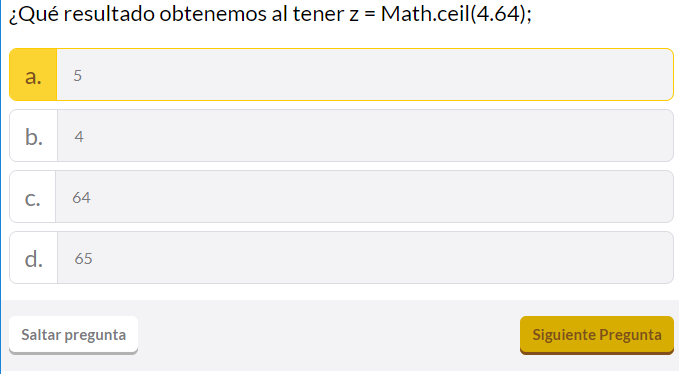 ¿Qué resultado obtenemos al tener z = Math.ceil(4.64);
a. 5
b. 4
c. 64
d. 65
Saltar pregunta Siguiente Pregunta